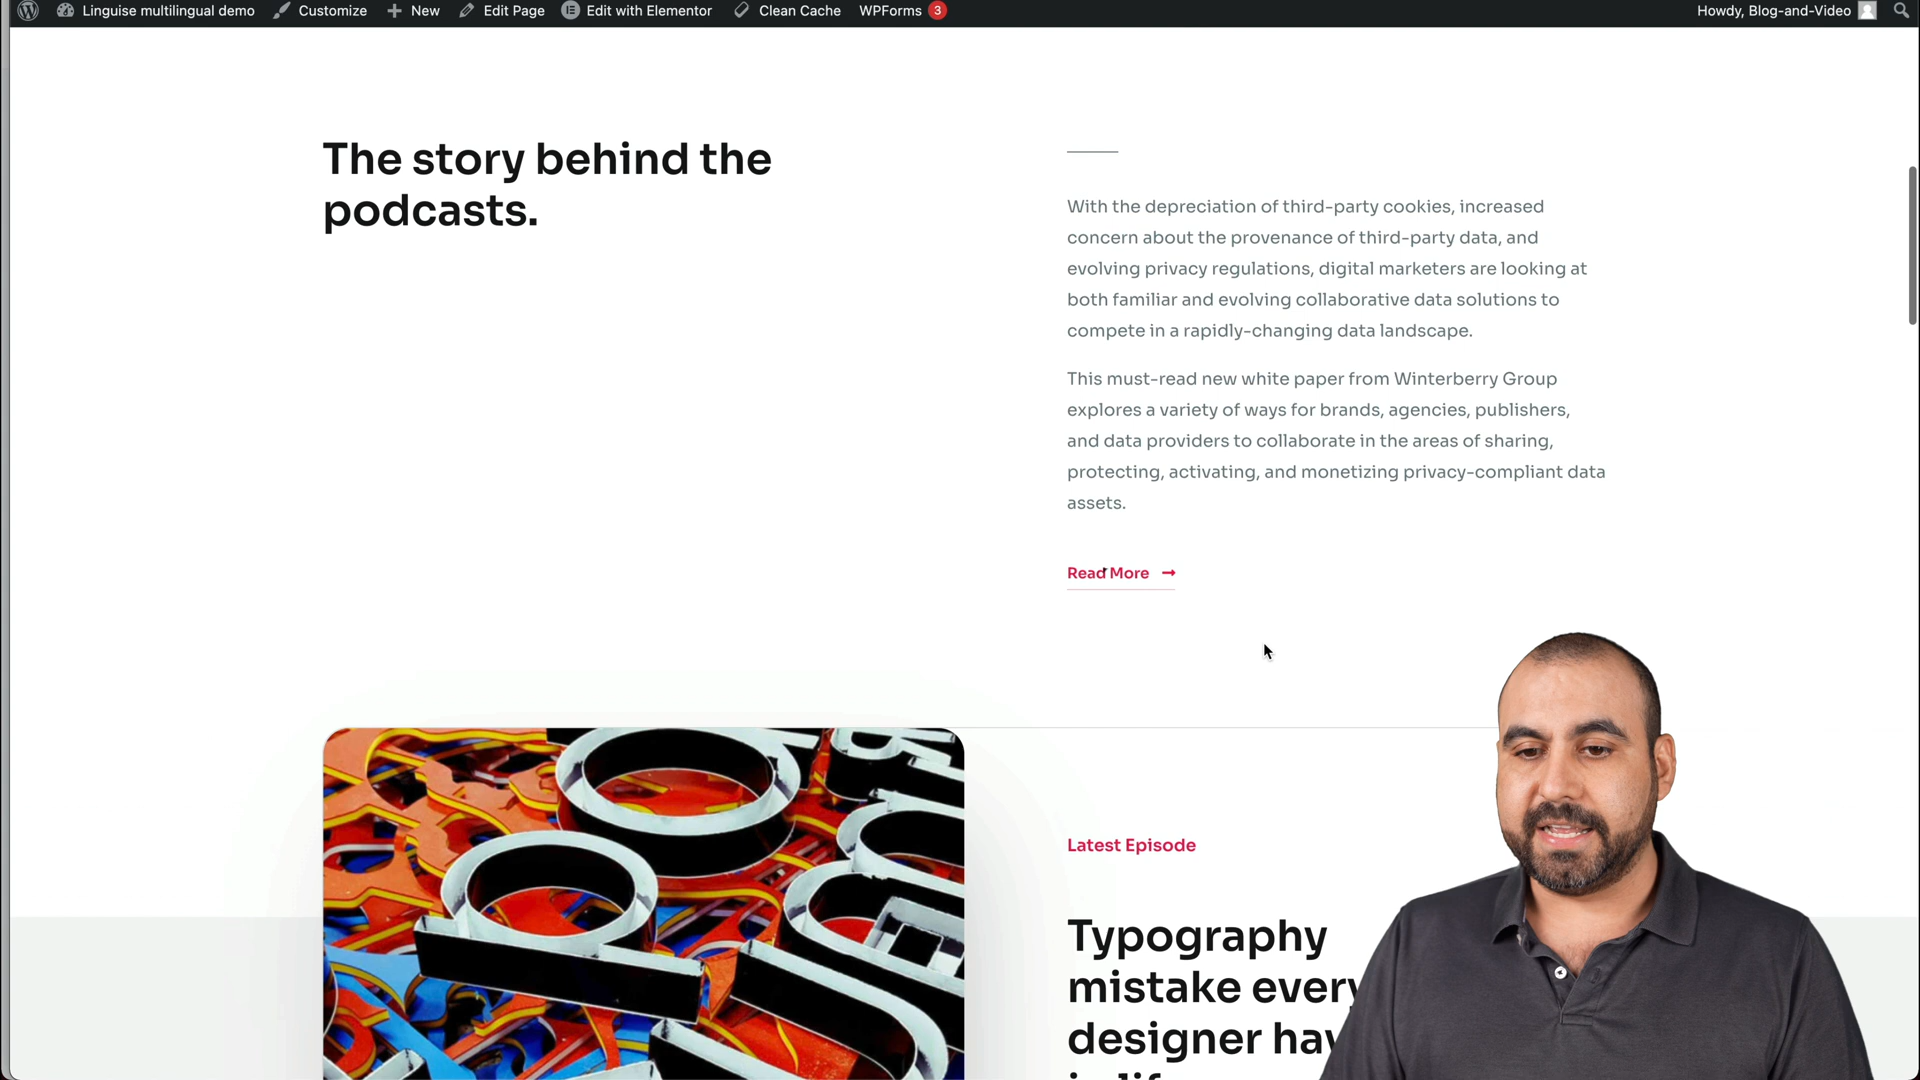 Linguise multilingual demo Customize New Edit Page Edit with Elementor Clean Cache WPForms 3 Howdy, Blog-and-Video
The story behind the
podcasts.
With the depreciation of third-party cookies, increased
concern about the provenance of third-party data, and
evolving privacy regulations, digital marketers are looking at
both familiar and evolving collaborative data solutions to
compete in a rapidly-changing data landscape.
This must-read new white paper from Winterberry Group
explores a variety of ways for brands, agencies, publishers,
and data providers to collaborate in the areas of sharing,
protecting, activating, and monetizing privacy-compliant data
assets.
Read More
Latest Episode
Typography
mistake every
designer